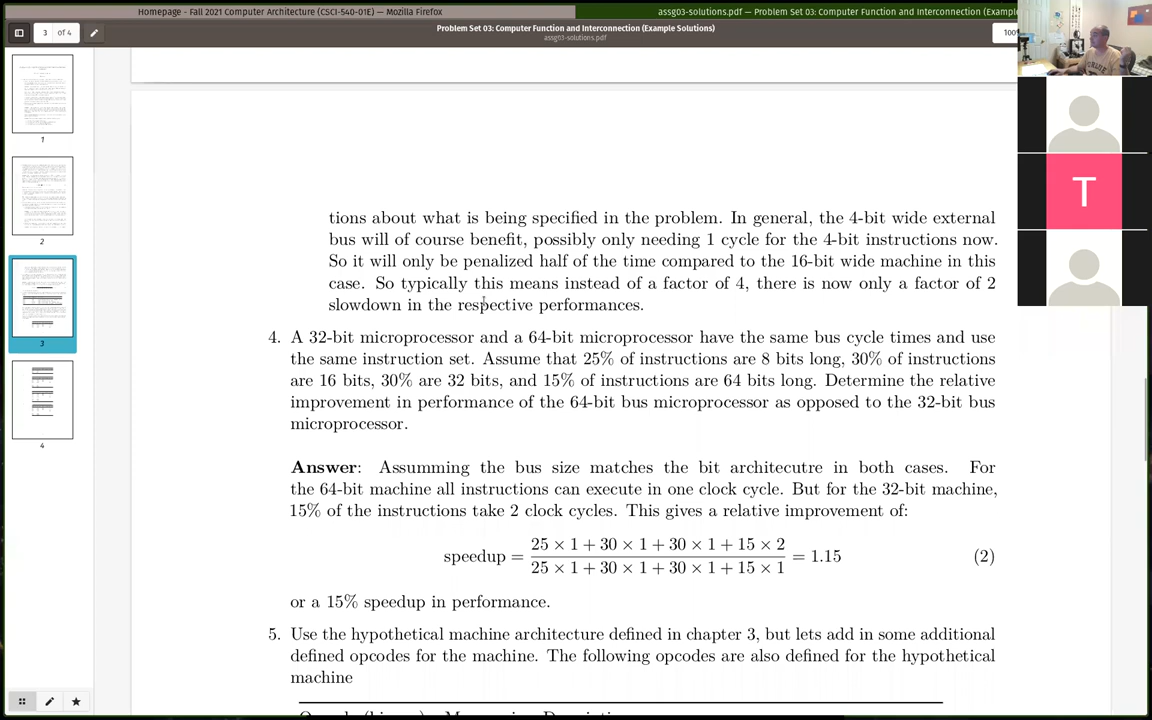 Homepage - Fall 2021 Computer Architecture (CSCI-540-01E) — Mozilla Firefox
assg03-solutions.pdf — Problem Set 03: Computer Function and Interconnection (Exampl
3 of 4
Problem Set 03: Computer Function and Interconnection (Example Solutions)
assg03-solutions.pdf
100%
1
2
3
4
T
tions about what is being specified in the problem. In general, the 4-bit wide external
bus will of course benefit, possibly only needing 1 cycle for the 4-bit instructions now.
So it will only be penalized half of the time compared to the 16-bit wide machine in this
case. So typically this means instead of a factor of 4, there is now only a factor of 2
slowdown in the respective performances.
4. A 32-bit microprocessor and a 64-bit microprocessor have the same bus cycle times and use
the same instruction set. Assume that 25% of instructions are 8 bits long, 30% of instructions
are 16 bits, 30% are 32 bits, and 15% of instructions are 64 bits long. Determine the relative
improvement in performance of the 64-bit bus microprocessor as opposed to the 32-bit bus
microprocessor.
Answer: Assumming the bus size matches the bit architecutre in both cases. For
the 64-bit machine all instructions can execute in one clock cycle. But for the 32-bit machine,
15% of the instructions take 2 clock cycles. This gives a relative improvement of:
speedup = (25 × 1 + 30 × 1 + 30 × 1 + 15 × 2) / (25 × 1 + 30 × 1 + 30 × 1 + 15 × 1) = 1.15 (2)
or a 15% speedup in performance.
5. Use the hypothetical machine architecture defined in chapter 3, but lets add in some additional
defined opcodes for the machine. The following opcodes are also defined for the hypothetical
machine